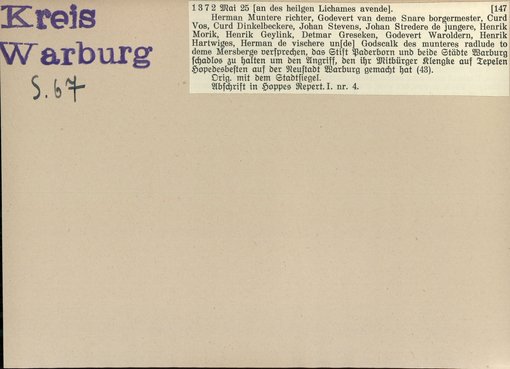 Kreis
Warburg
S. 67
1372 Mai 25 [an des heilgen Lichames avende]. [147
Herman Muntere richter, Godevert van deme Snare borgermester, Curd
Vos, Curd Dinkelbeckere, Johan Stevens, Johan Stredere de jungere, Henrik
Morik, Henrik Geylink, Detmar Greseken, Godevert Waroldern, Henrik
Hartwiges, Herman de vischere un[de] Godscalk des munteres radlude to
deme Mersberge versprechen, das Stift Paderborn und beide Städte Warburg
schadlos zu halten um den Angriff, den ihr Mitbürger Klengke auf Tepelen
Hopedesbesten auf der Neustadt Warburg gemacht hat (43).
Orig. mit dem Stadtsiegel.
Abschrift in Hoppes Repert. I. nr. 4.